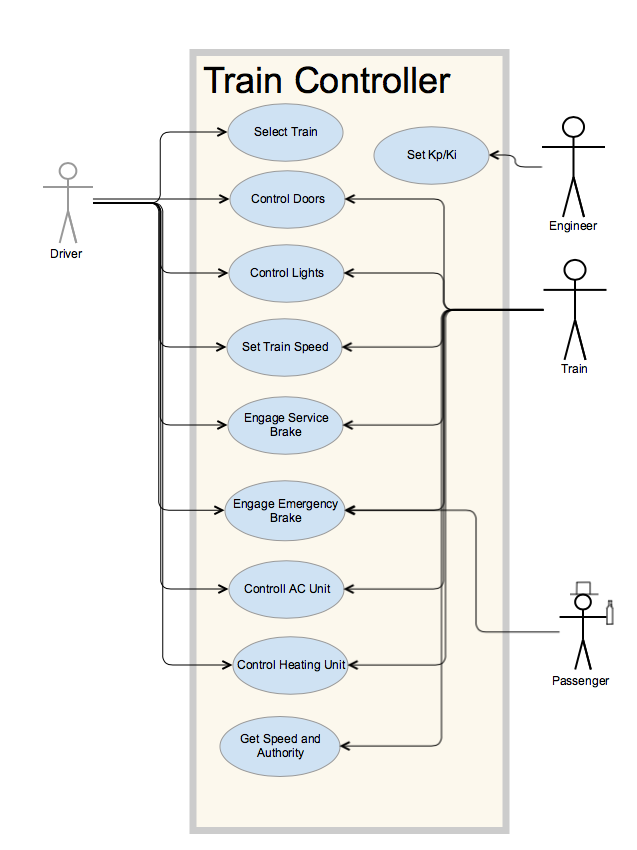 Train Controller
Select Train
Set Kp/Ki
Engineer
Control Doors
Driver
Control Lights
Set Train Speed
Train
Engage Service
Brake
Engage Emergency
Brake
Controll AC Unit
Control Heating Unit
Passenger
Get Speed and
Authority